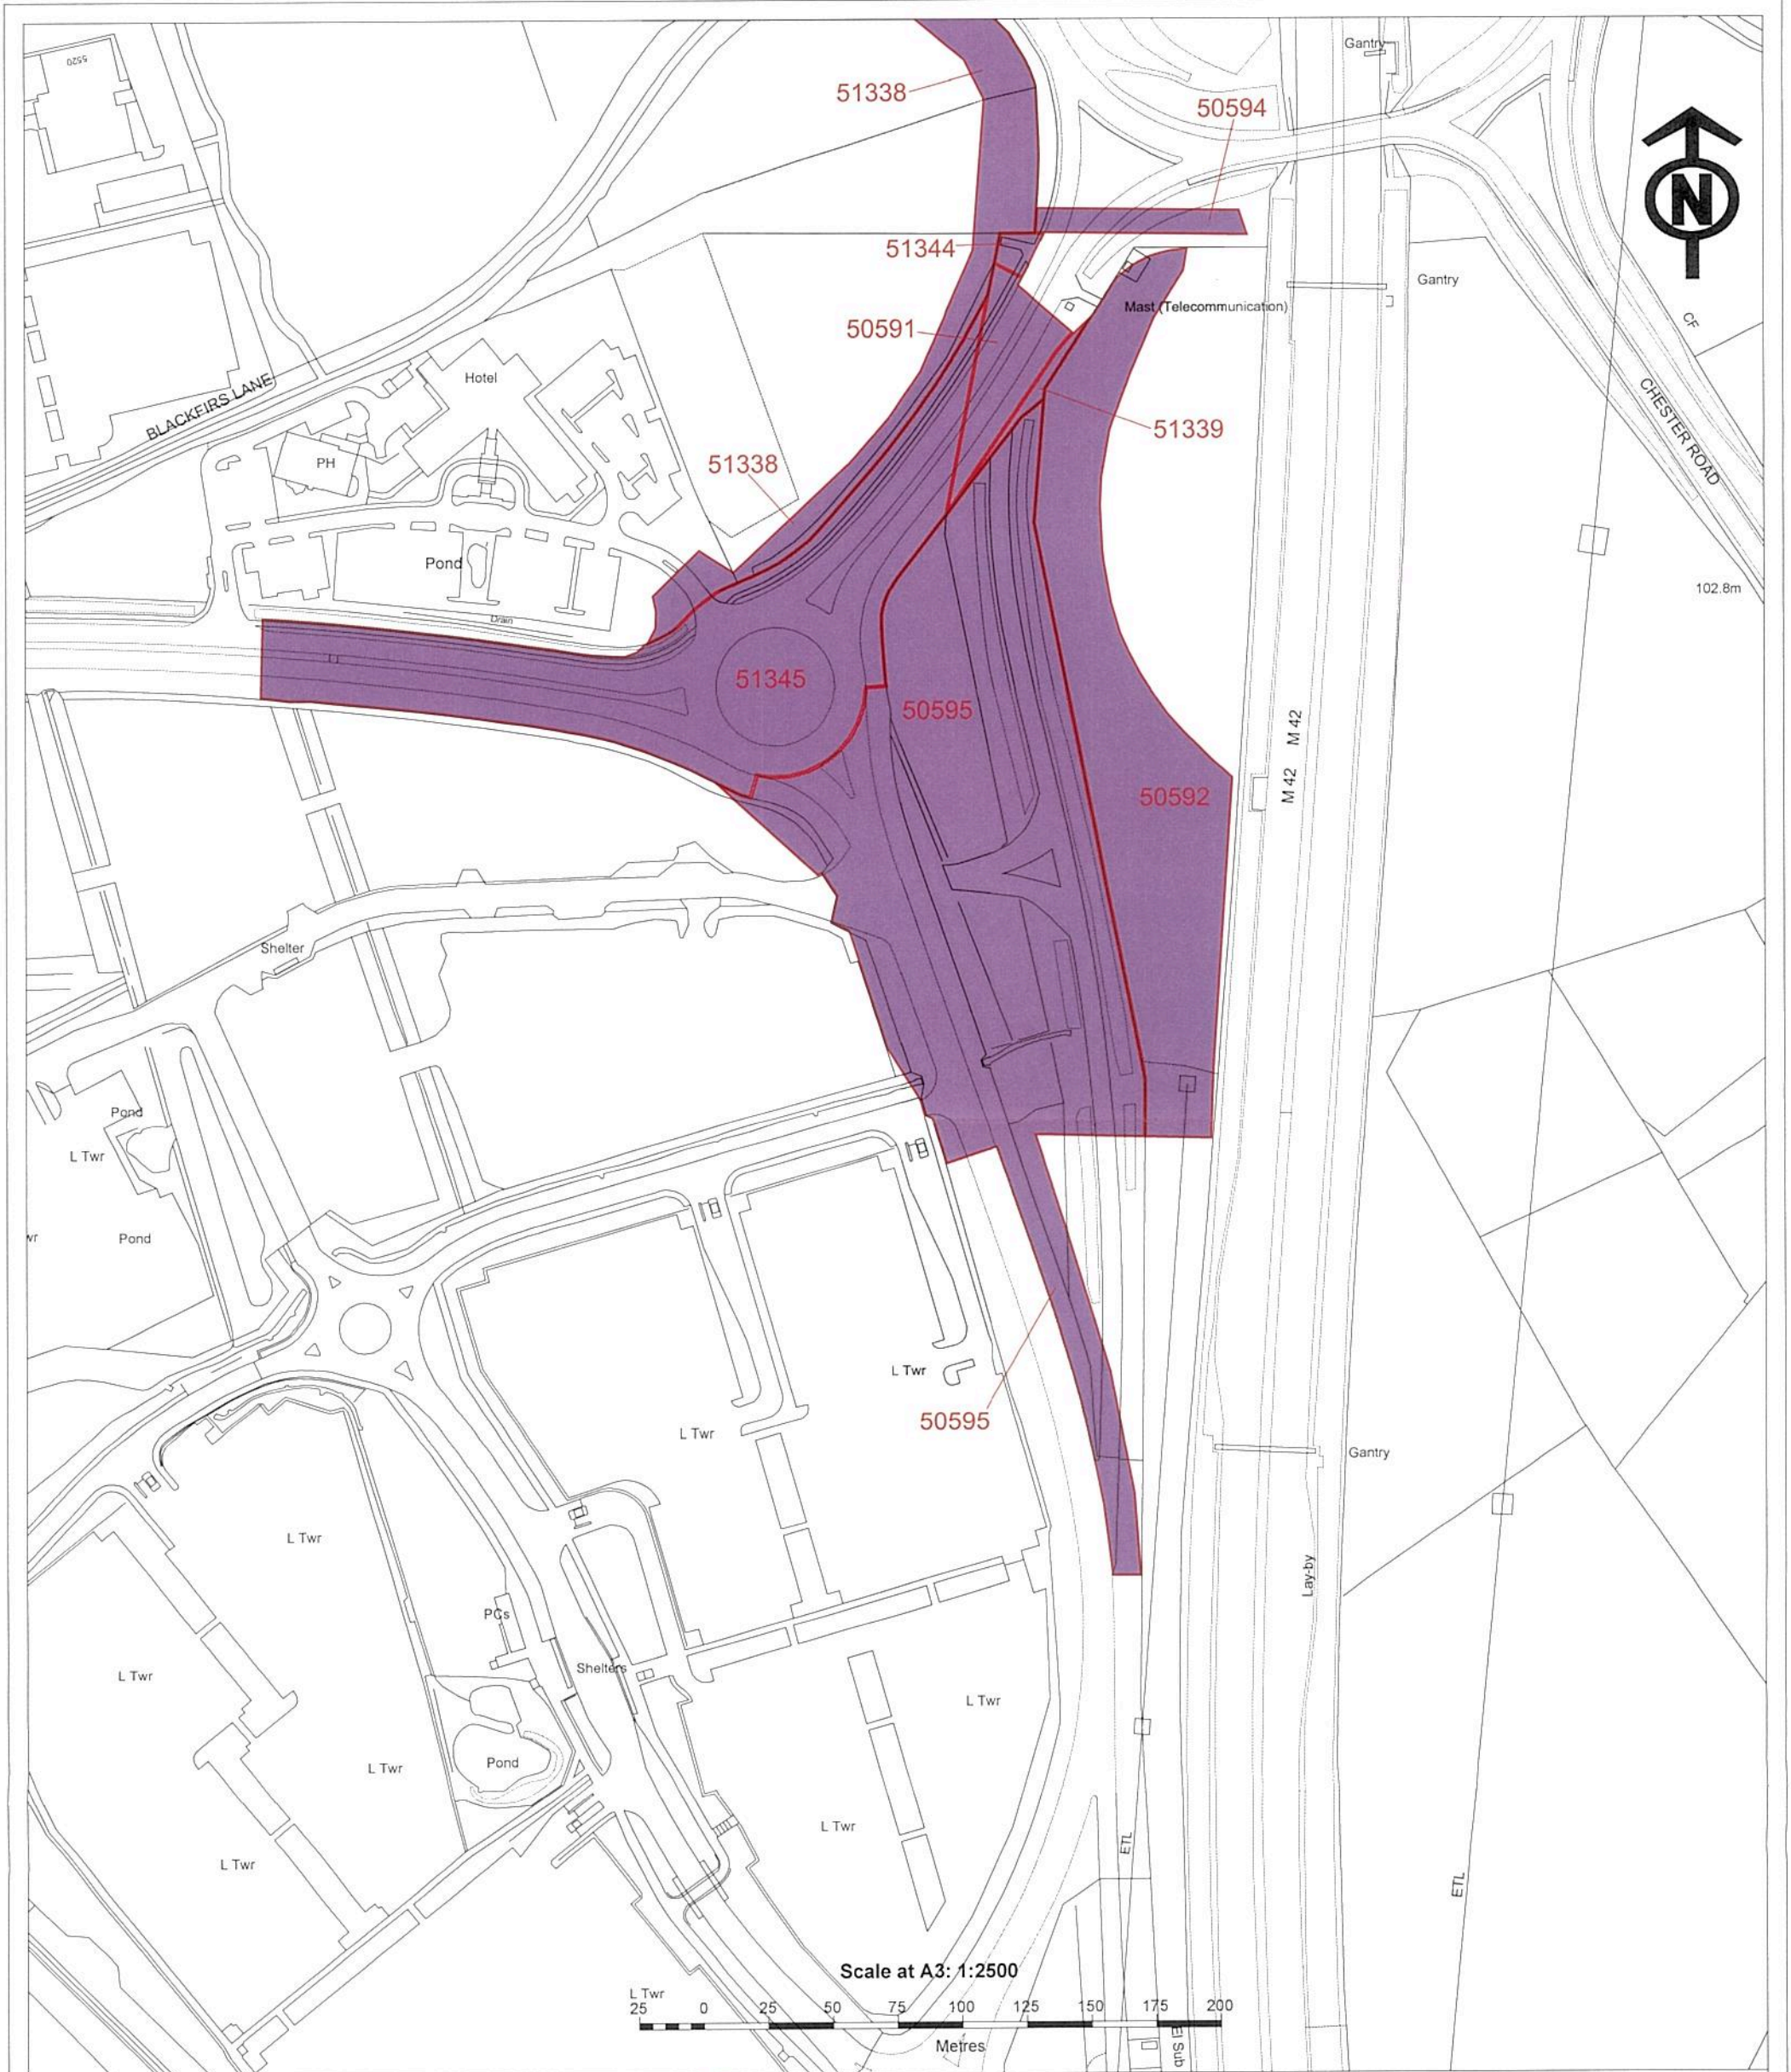 5520
Gantry
51338
50594
N
51344
Gantry
Mast (Telecommunication)
50591
CF
BLACKFIRS LANE
Hotel
CHESTER ROAD
51339
PH
51338
Pond
102.8m
Drain
51345
50595
M 42
M 42
50592
Shelter
Pond
L Twr
Pond
L Twr
50595
L Twr
Gantry
L Twr
Lay-by
PCs
Shelters
L Twr
L Twr
Pond
L Twr
L Twr
ETL
L Twr
ETL
Scale at A3: 1:2500
L Twr
25 0 25 50 75 100 125 150 175 200
Metres
El Sub